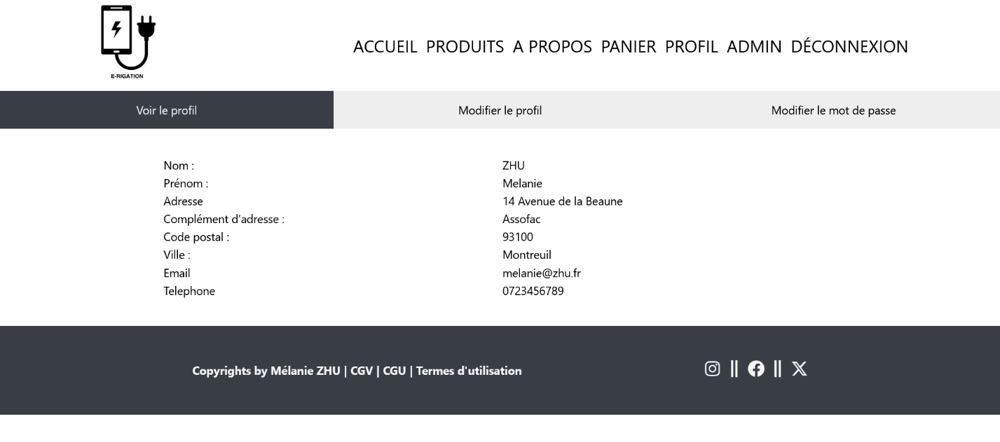 E-RIGATION
ACCUEIL PRODUITS A PROPOS PANIER PROFIL ADMIN DÉCONNEXION
Voir le profil Modifier le profil Modifier le mot de passe
Nom : ZHU
Prénom : Melanie
Adresse 14 Avenue de la Beaune
Complément d'adresse : Assofac
Code postal : 93100
Ville : Montreuil
Email melanie@zhu.fr
Telephone 0723456789
Copyrights by Mélanie ZHU | CGV | CGU | Termes d'utilisation